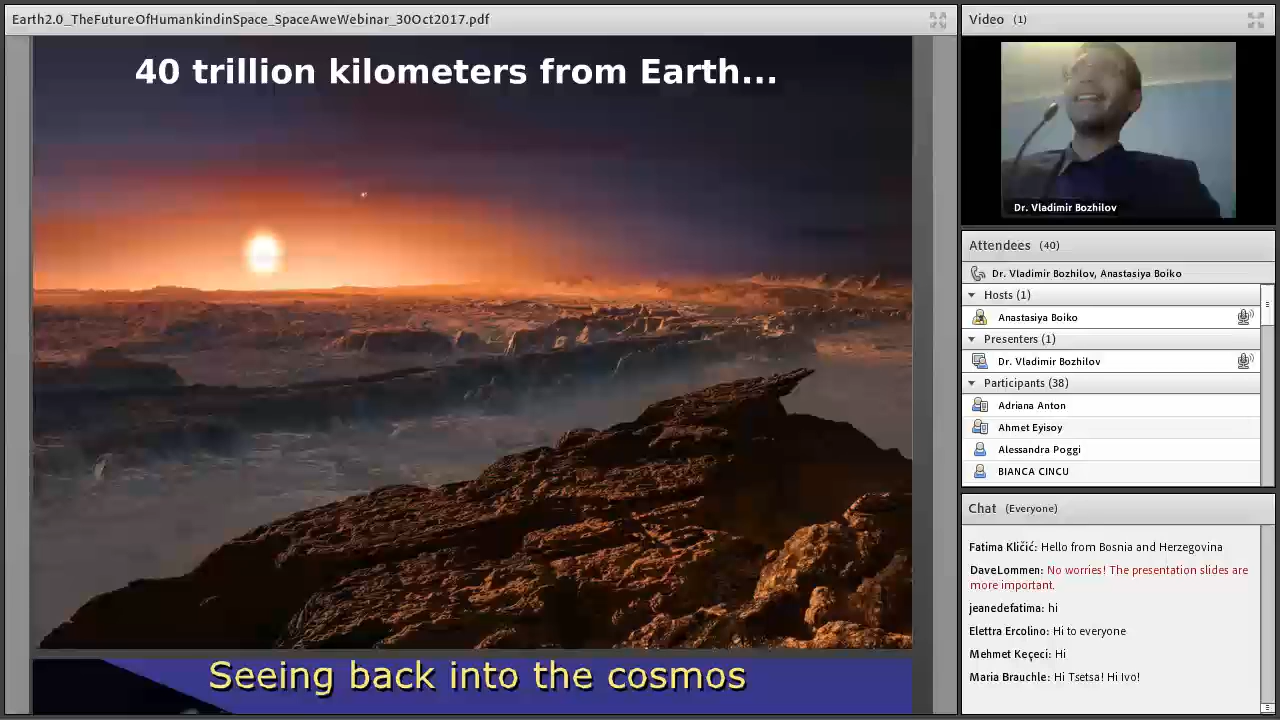 Earth2.0_TheFutureOfHumankindinSpace_SpaceAweWebinar_30Oct2017.pdf
40 trillion kilometers from Earth...
Seeing back into the cosmos
Video (1)
Dr. Vladimir Bozhilov
Attendees (40)
Dr. Vladimir Bozhilov, Anastasiya Boiko
Hosts (1)
Anastasiya Boiko
Presenters (1)
Dr. Vladimir Bozhilov
Participants (38)
Adriana Anton
Ahmet Eyisoy
Alessandra Poggi
BIANCA CINCU
Chat (Everyone)
Fatima Kličić: Hello from Bosnia and Herzegovina
DaveLommen: No worries! The presentation slides are
more important.
jeanedefatima: hi
Elettra Ercolino: Hi to everyone
Mehmet Keçeci: Hi
Maria Brauchle: Hi Tsetsa! Hi Ivo!